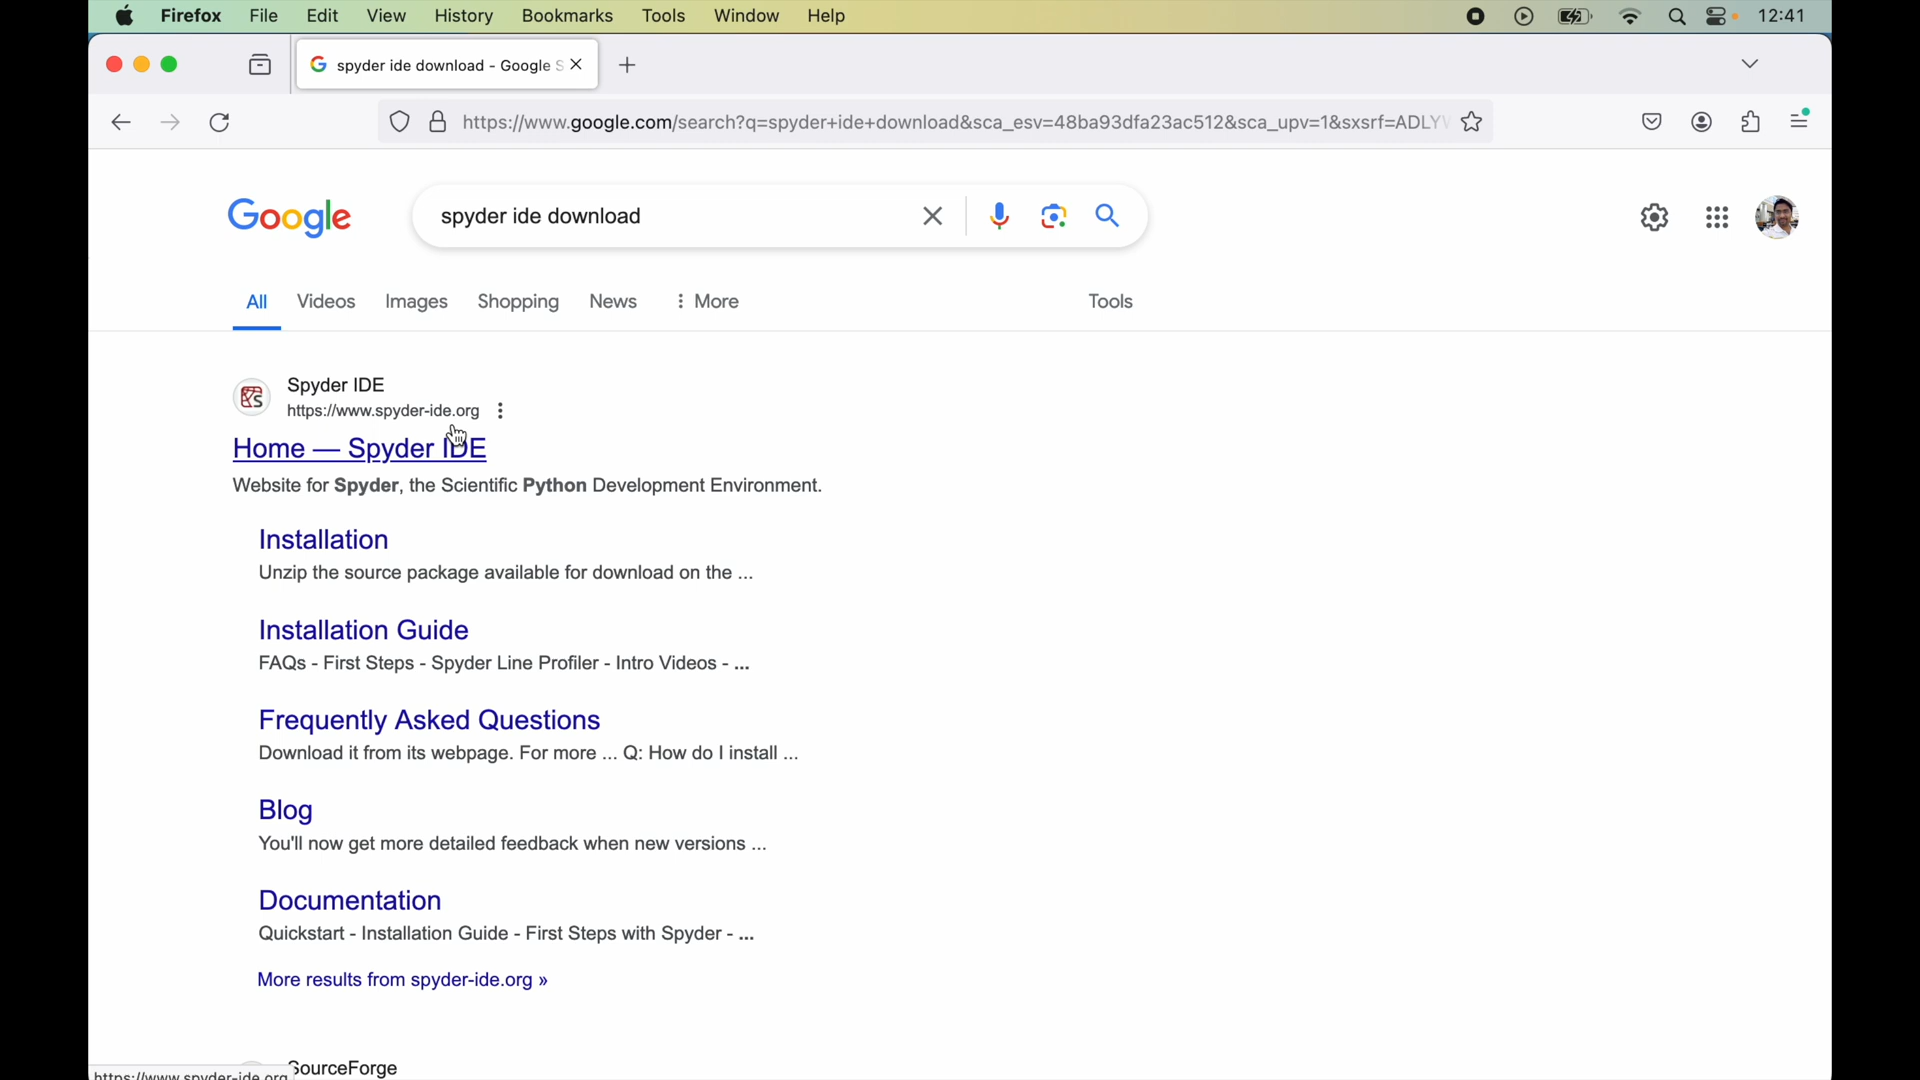 Firefox File Edit View History Bookmarks Tools Window Help 12:41
spyder ide download - Google S
https://www.google.com/search?q=spyder+ide+download&sca_esv=48ba93dfa23ac512&sca_upv=1&sxsrf=ADLY
Google
spyder ide download
All Videos Images Shopping News More Tools
Spyder IDE
https://www.spyder-ide.org
Home — Spyder IDE
Website for Spyder, the Scientific Python Development Environment.
Installation
Unzip the source package available for download on the ...
Installation Guide
FAQs - First Steps - Spyder Line Profiler - Intro Videos - ...
Frequently Asked Questions
Download it from its webpage. For more ... Q: How do I install ...
Blog
You'll now get more detailed feedback when new versions ...
Documentation
Quickstart - Installation Guide - First Steps with Spyder - ...
More results from spyder-ide.org »
SourceForge
https://www.spyder-ide.org